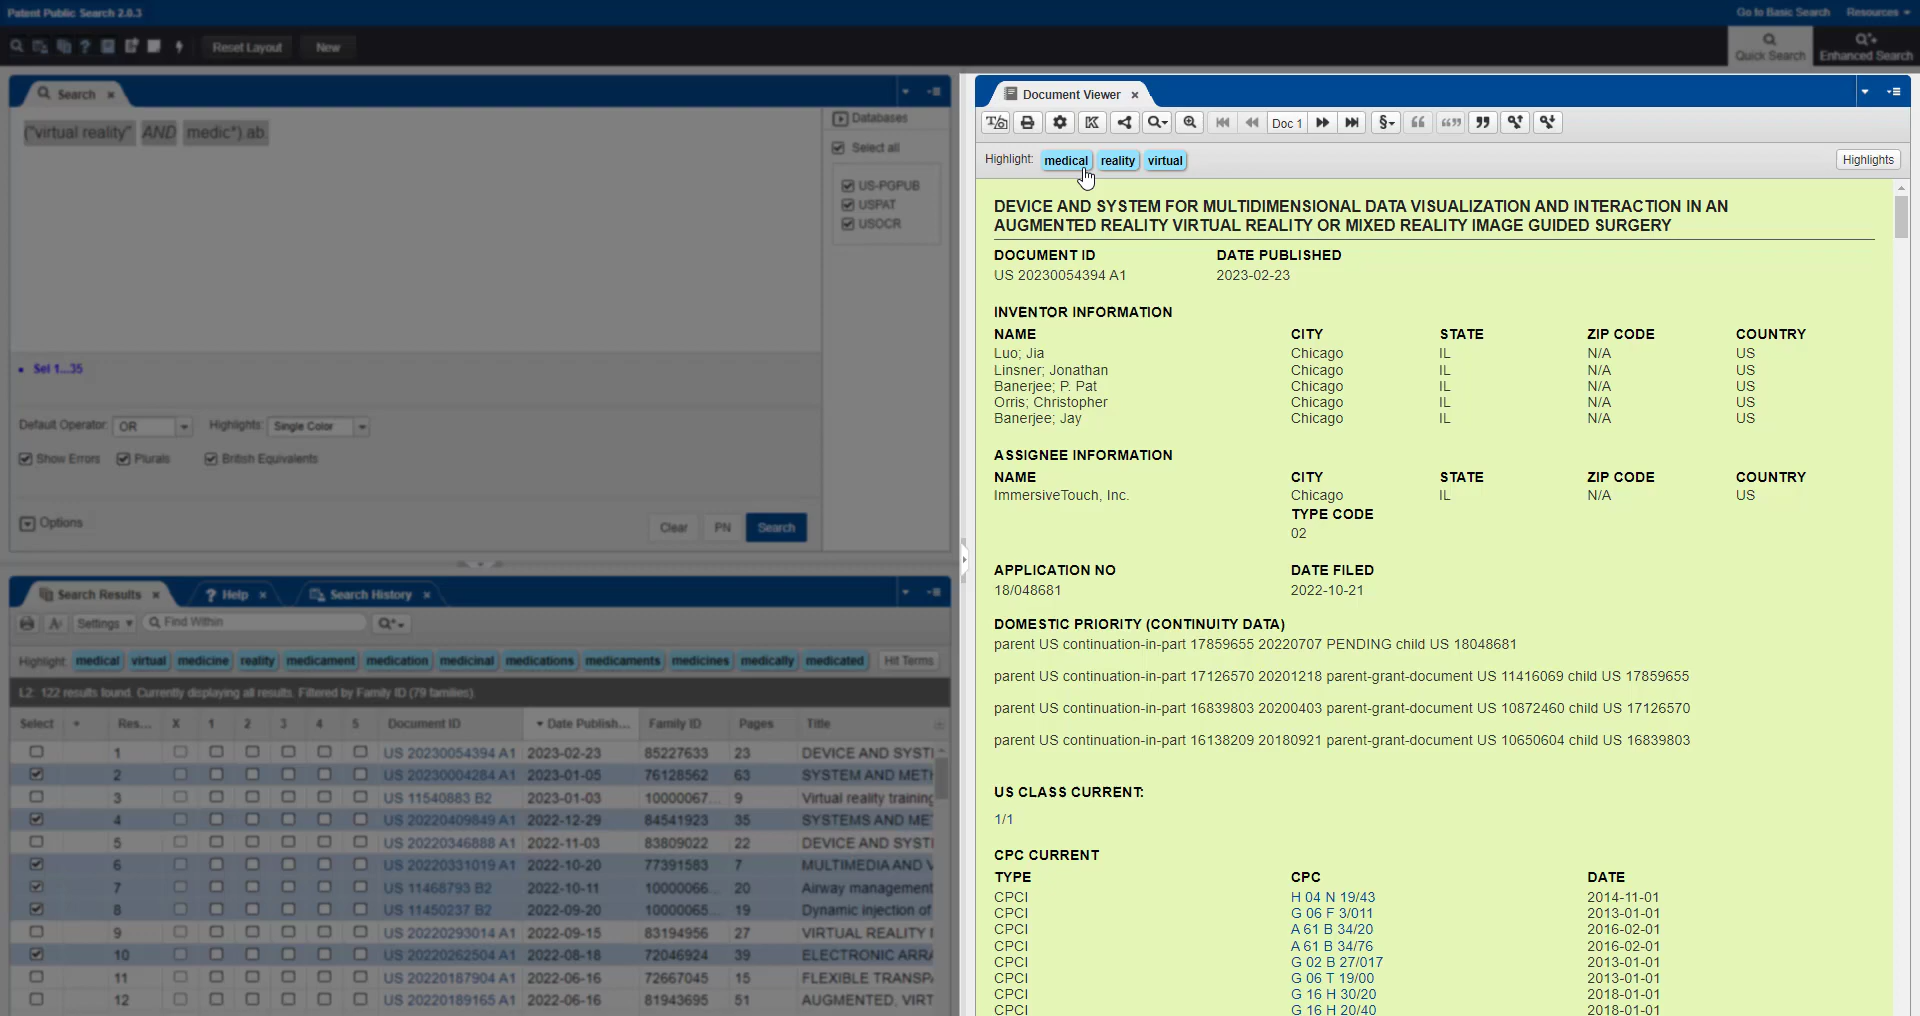 Patent Public Search 2.0.3
Go to Basic Search Resources
Reset Layout New
Quick Search Enhanced Search
Search ×
("virtual reality" AND medic*).ab.
Databases
Select all
US-PGPUB
USPAT
USOCR
Sel 1...35
Default Operator: OR Highlights: Single Color
Show Errors Plurals British Equivalents
Options
Clear PN Search
Search Results × ? Help × Search History ×
Settings Find Within
Highlight: medical virtual medicine reality medicament medication medicinal medications medicaments medicines medically medicated Hit Terms
L2: 122 results found. Currently displaying all results. Filtered by Family ID (79 families).
Select Res... X 1 2 3 4 5 Document ID Date Publish... Family ID Pages Title
1 US 20230054394 A1 2023-02-23 85227633 23 DEVICE AND SYSTI
2 US 20230004284 A1 2023-01-05 76128562 63 SYSTEM AND METH
3 US 11540883 B2 2023-01-03 10000067... 9 Virtual reality training
4 US 20220409849 A1 2022-12-29 84541923 35 SYSTEMS AND ME
5 US 20220346888 A1 2022-11-03 83809022 22 DEVICE AND SYSTI
6 US 20220331019 A1 2022-10-20 77391583 7 MULTIMEDIA AND V
7 US 11468793 B2 2022-10-11 10000066... 20 Airway management
8 US 11450237 B2 2022-09-20 10000065... 19 Dynamic injection of
9 US 20220293014 A1 2022-09-15 83194956 27 VIRTUAL REALITY
10 US 20220262504 A1 2022-08-18 72046924 39 ELECTRONIC ARRA
11 US 20220187904 A1 2022-06-16 72667045 15 FLEXIBLE TRANSP
12 US 20220189165 A1 2022-06-16 81943695 51 AUGMENTED, VIRT
Document Viewer ×
Doc 1
Highlight: medical reality virtual Highlights
DEVICE AND SYSTEM FOR MULTIDIMENSIONAL DATA VISUALIZATION AND INTERACTION IN AN
AUGMENTED REALITY VIRTUAL REALITY OR MIXED REALITY IMAGE GUIDED SURGERY
DOCUMENT ID DATE PUBLISHED
US 20230054394 A1 2023-02-23
INVENTOR INFORMATION
NAME CITY STATE ZIP CODE COUNTRY
Luo; Jia Chicago IL N/A US
Linsner; Jonathan Chicago IL N/A US
Banerjee; P. Pat Chicago IL N/A US
Orris; Christopher Chicago IL N/A US
Banerjee; Jay Chicago IL N/A US
ASSIGNEE INFORMATION
NAME CITY STATE ZIP CODE COUNTRY
ImmersiveTouch, Inc. Chicago IL N/A US
TYPE CODE
02
APPLICATION NO DATE FILED
18/048681 2022-10-21
DOMESTIC PRIORITY (CONTINUITY DATA)
parent US continuation-in-part 17859655 20220707 PENDING child US 18048681
parent US continuation-in-part 17126570 20201218 parent-grant-document US 11416069 child US 17859655
parent US continuation-in-part 16839803 20200403 parent-grant-document US 10872460 child US 17126570
parent US continuation-in-part 16138209 20180921 parent-grant-document US 10650604 child US 16839803
US CLASS CURRENT:
1/1
CPC CURRENT
TYPE CPC DATE
CPCI H 04 N 19/43 2014-11-01
CPCI G 06 F 3/011 2013-01-01
CPCI A 61 B 34/20 2016-02-01
CPCI A 61 B 34/76 2016-02-01
CPCI G 02 B 27/017 2013-01-01
CPCI G 06 T 19/00 2013-01-01
CPCI G 16 H 30/20 2018-01-01
CPCI G 16 H 20/40 2018-01-01